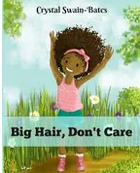 Crystal Swain-Bates
Big Hair, Don't Care